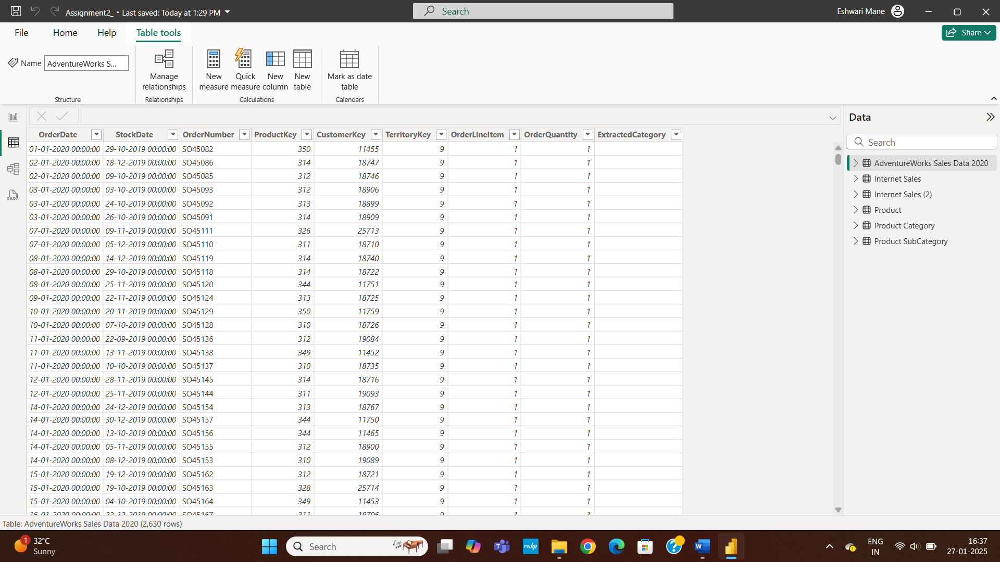 Assignment2_ • Last saved: Today at 1:29 PM
Search
Eshwari Mane
File Home Help Table tools
Share
Name AdventureWorks S...
Manage relationships
New measure
Quick measure
New column
New table
Mark as date table
Structure Relationships Calculations Calendars
OrderDate StockDate OrderNumber ProductKey CustomerKey TerritoryKey OrderLineItem OrderQuantity ExtractedCategory
01-01-2020 00:00:00 29-10-2019 00:00:00 SO45082 350 11455 9 1 1
02-01-2020 00:00:00 18-12-2019 00:00:00 SO45086 314 18747 9 1 1
02-01-2020 00:00:00 09-10-2019 00:00:00 SO45085 312 18746 9 1 1
03-01-2020 00:00:00 03-10-2019 00:00:00 SO45093 312 18906 9 1 1
03-01-2020 00:00:00 24-10-2019 00:00:00 SO45092 313 18899 9 1 1
03-01-2020 00:00:00 26-10-2019 00:00:00 SO45091 314 18909 9 1 1
07-01-2020 00:00:00 09-11-2019 00:00:00 SO45111 326 25713 9 1 1
07-01-2020 00:00:00 05-12-2019 00:00:00 SO45110 311 18710 9 1 1
08-01-2020 00:00:00 14-12-2019 00:00:00 SO45119 314 18740 9 1 1
08-01-2020 00:00:00 29-10-2019 00:00:00 SO45118 314 18722 9 1 1
08-01-2020 00:00:00 25-11-2019 00:00:00 SO45120 344 11751 9 1 1
09-01-2020 00:00:00 22-11-2019 00:00:00 SO45124 313 18725 9 1 1
10-01-2020 00:00:00 20-11-2019 00:00:00 SO45129 350 11759 9 1 1
10-01-2020 00:00:00 07-10-2019 00:00:00 SO45128 310 18726 9 1 1
11-01-2020 00:00:00 22-09-2019 00:00:00 SO45136 312 19084 9 1 1
11-01-2020 00:00:00 13-11-2019 00:00:00 SO45138 349 11452 9 1 1
11-01-2020 00:00:00 10-10-2019 00:00:00 SO45137 310 18735 9 1 1
12-01-2020 00:00:00 28-11-2019 00:00:00 SO45145 314 18716 9 1 1
12-01-2020 00:00:00 25-11-2019 00:00:00 SO45144 311 19093 9 1 1
14-01-2020 00:00:00 24-12-2019 00:00:00 SO45154 313 18767 9 1 1
14-01-2020 00:00:00 30-12-2019 00:00:00 SO45157 344 11750 9 1 1
14-01-2020 00:00:00 13-10-2019 00:00:00 SO45156 344 11465 9 1 1
14-01-2020 00:00:00 05-11-2019 00:00:00 SO45155 312 18900 9 1 1
14-01-2020 00:00:00 08-12-2019 00:00:00 SO45153 310 19089 9 1 1
15-01-2020 00:00:00 19-12-2019 00:00:00 SO45162 312 18721 9 1 1
15-01-2020 00:00:00 19-10-2019 00:00:00 SO45163 328 25714 9 1 1
15-01-2020 00:00:00 04-10-2019 00:00:00 SO45164 349 11453 9 1 1
16-01-2020 00:00:00 23-12-2019 00:00:00 SO45167 311 18706 9 1 1
DAX
Data
Search
AdventureWorks Sales Data 2020
Internet Sales
Internet Sales (2)
Product
Product Category
Product SubCategory
Table: AdventureWorks Sales Data 2020 (2,630 rows)
1
32°C
Sunny
Search
myhp
ENG
IN
16:37
27-01-2025